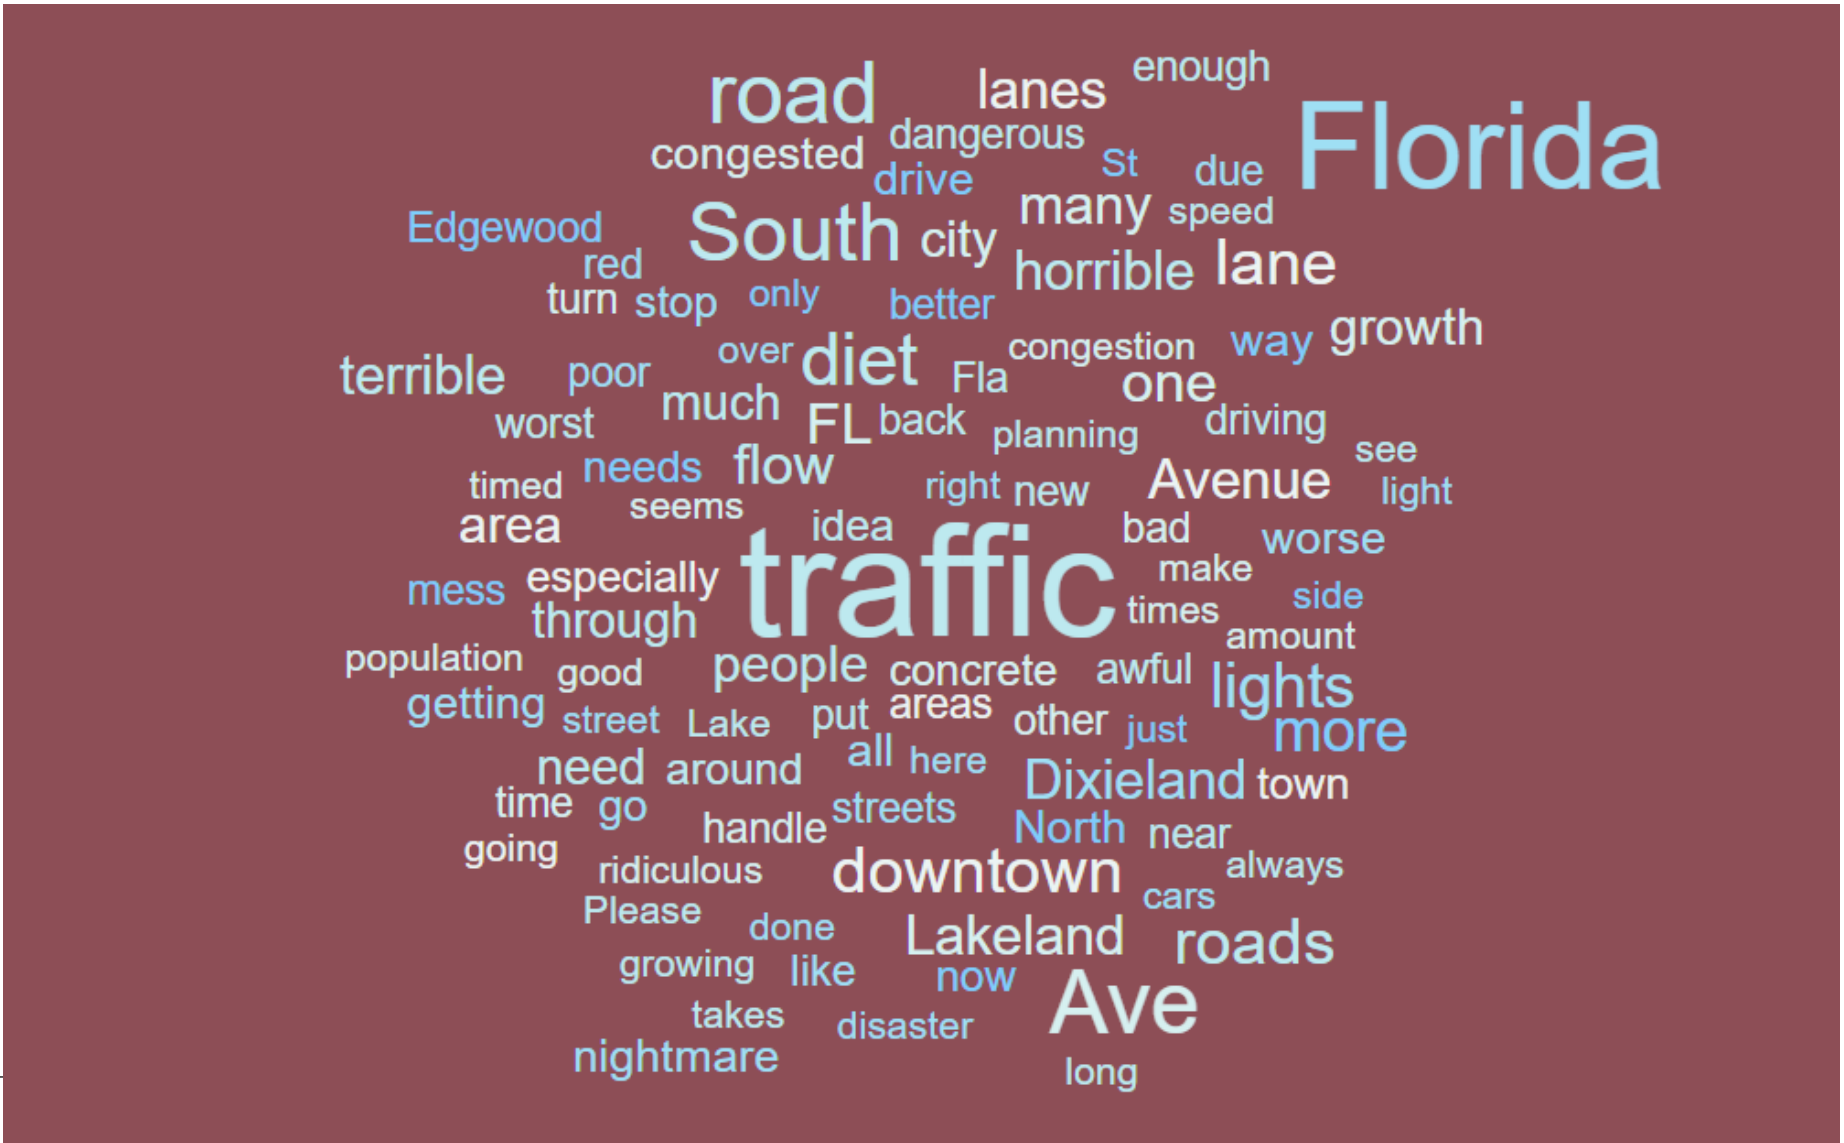 enough
road lanes Florida
congested dangerous
drive St due
many speed
Edgewood South city
red horrible lane
turn stop only better
growth
over diet congestion way
terrible poor Fla one
much
worst FL back planning driving
see
needs flow
timed right new Avenue light
seems
area idea bad worse
traffic
mess especially make
through times side
amount
population good people concrete awful lights
getting street Lake put areas other just more
all here
need around Dixieland town
time go streets
handle North near
going
ridiculous downtown always
Please cars
done Lakeland roads
growing like now
Ave
takes disaster
nightmare long